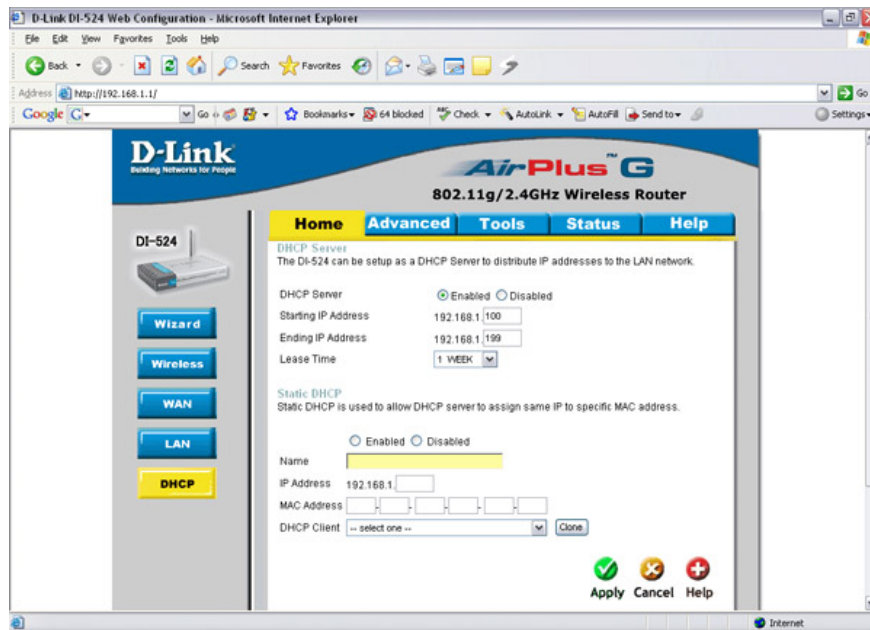 D-Link DI-524 Web Configuration - Microsoft Internet Explorer
File Edit View Favorites Tools Help
Back Search Favorites
Address http://192.168.1.1/ Go
Google G Go Bookmarks 64 blocked Check AutoLink AutoFill Send to Settings
D-Link
Building Networks for People
AirPlus G ™
802.11g/2.4GHz Wireless Router
Home Advanced Tools Status Help
DI-524
Wizard
Wireless
WAN
LAN
DHCP
DHCP Server
The DI-524 can be setup as a DHCP Server to distribute IP addresses to the LAN network.
DHCP Server Enabled Disabled
Starting IP Address 192.168.1.100
Ending IP Address 192.168.1.199
Lease Time 1 WEEK
Static DHCP
Static DHCP is used to allow DHCP server to assign same IP to specific MAC address.
Enabled Disabled
Name
IP Address 192.168.1.
MAC Address - - - - -
DHCP Client -- select one -- Clone
Apply Cancel Help
Internet